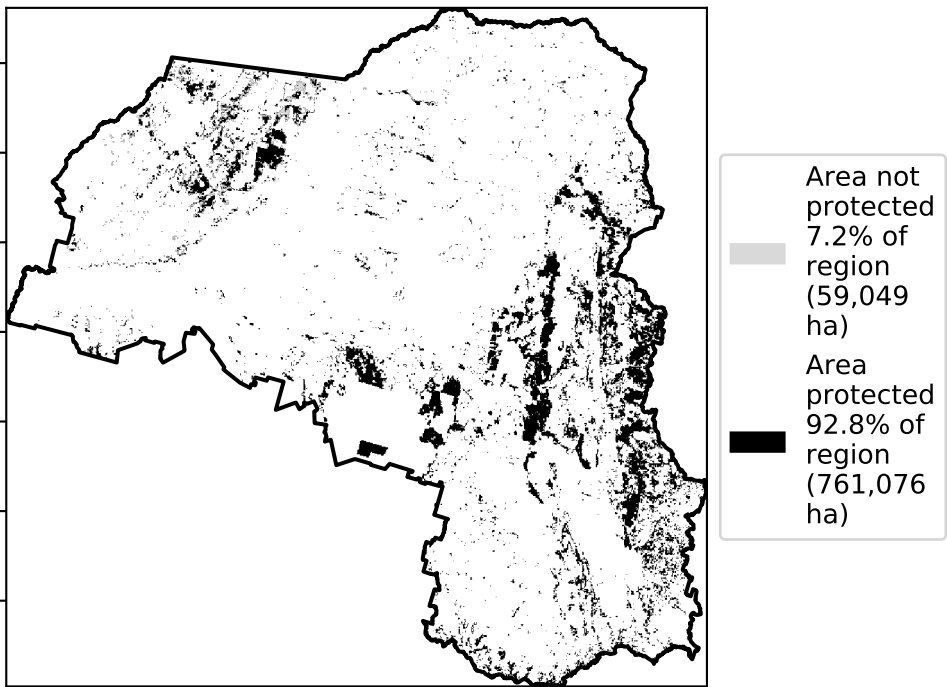 Area not
protected
7.2% of
region
(59,049
ha)
Area
protected
92.8% of
region
(761,076
ha)